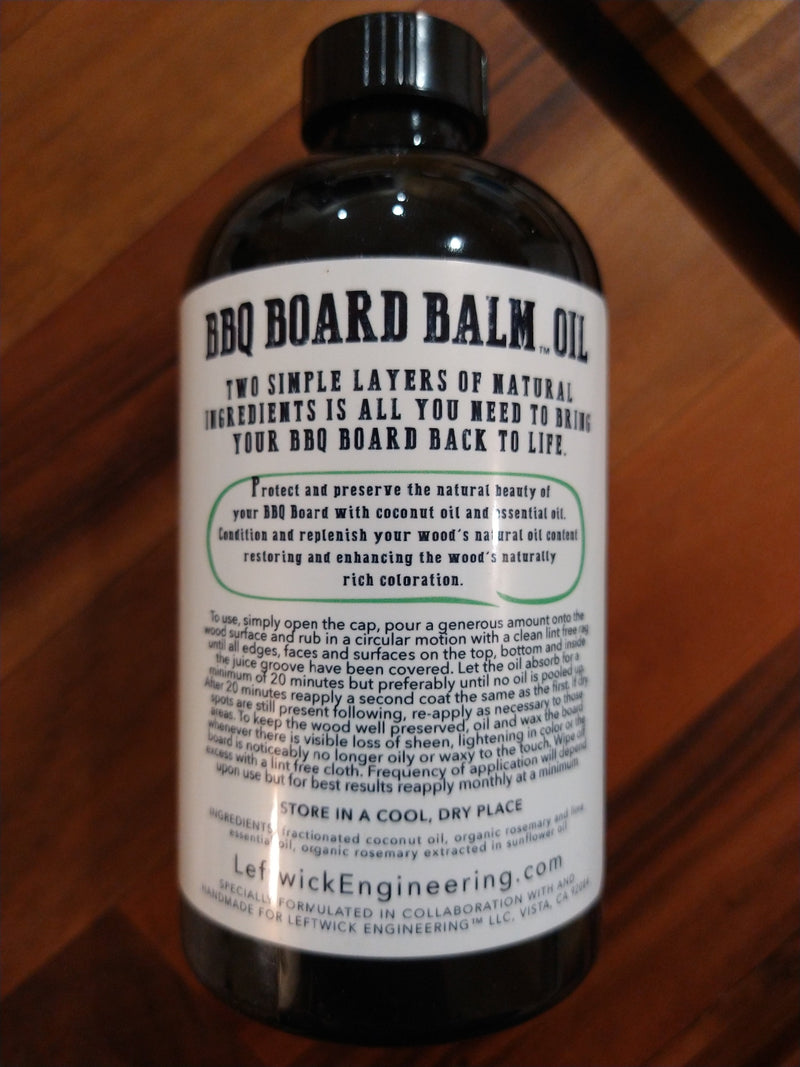 BBQ BOARD BALM™ OIL
TWO SIMPLE LAYERS OF NATURAL
INGREDIENTS IS ALL YOU NEED TO BRING
YOUR BBQ BOARD BACK TO LIFE.
Protect and preserve the natural beauty of
your BBQ Board with coconut oil and essential oil.
Condition and replenish your wood's natural oil content
restoring and enhancing the wood's naturally
rich coloration.
To use, simply open the cap, pour a generous amount onto the
wood surface and rub in a circular motion with a clean lint free rag
until all edges, faces and surfaces on the top, bottom and inside
the juice groove have been covered. Let the oil absorb for a
minimum of 20 minutes but preferably until no oil is pooled up.
After 20 minutes reapply a second coat the same as the first. If dry
spots are still present following, re-apply as necessary to those
areas. To keep the wood well preserved, oil and wax the board
whenever there is visible loss of sheen, lightening in color or the
board is noticeably no longer oily or waxy to the touch. Wipe off
excess with a lint free cloth. Frequency of application will depend
upon use but for best results reapply monthly at a minimum
STORE IN A COOL, DRY PLACE
INGREDIENTS: fractionated coconut oil, organic rosemary and lime
essential oil, organic rosemary extracted in sunflower oil
LeftwickEngineering.com
SPECIALLY FORMULATED IN COLLABORATION WITH AND
HANDMADE FOR LEFTWICK ENGINEERING™ LLC, VISTA, CA 92084